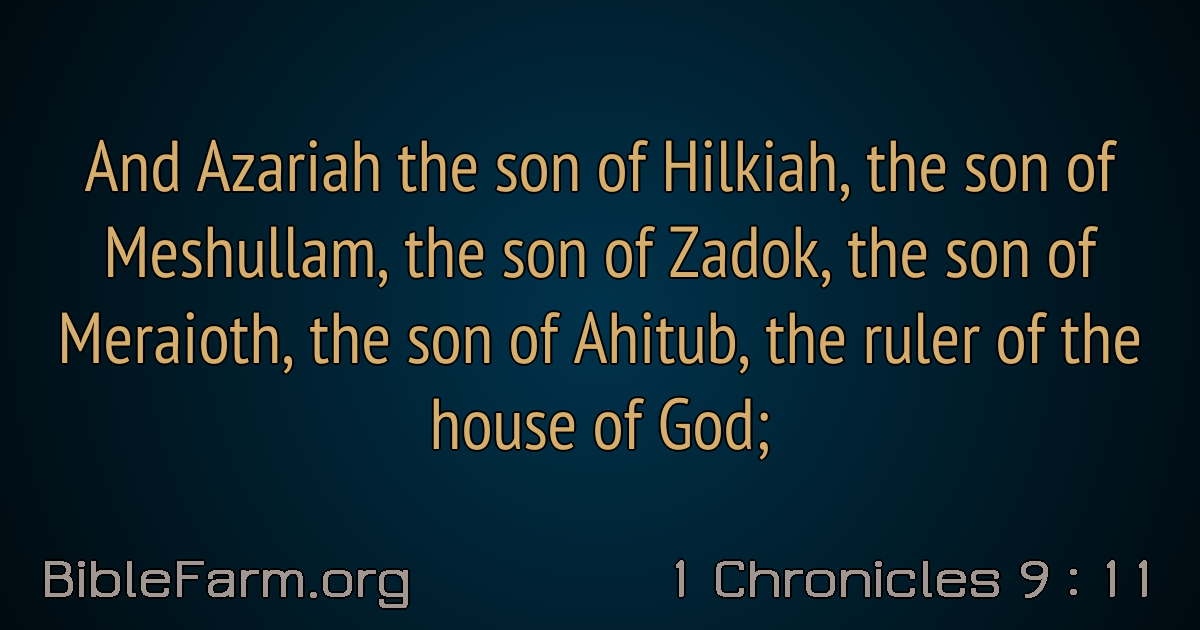 And Azariah the son of Hilkiah, the son of
Meshullam, the son of Zadok, the son of
Meraioth, the son of Ahitub, the ruler of the
house of God;
BibleFarm.org
1 Chronicles 9 : 11